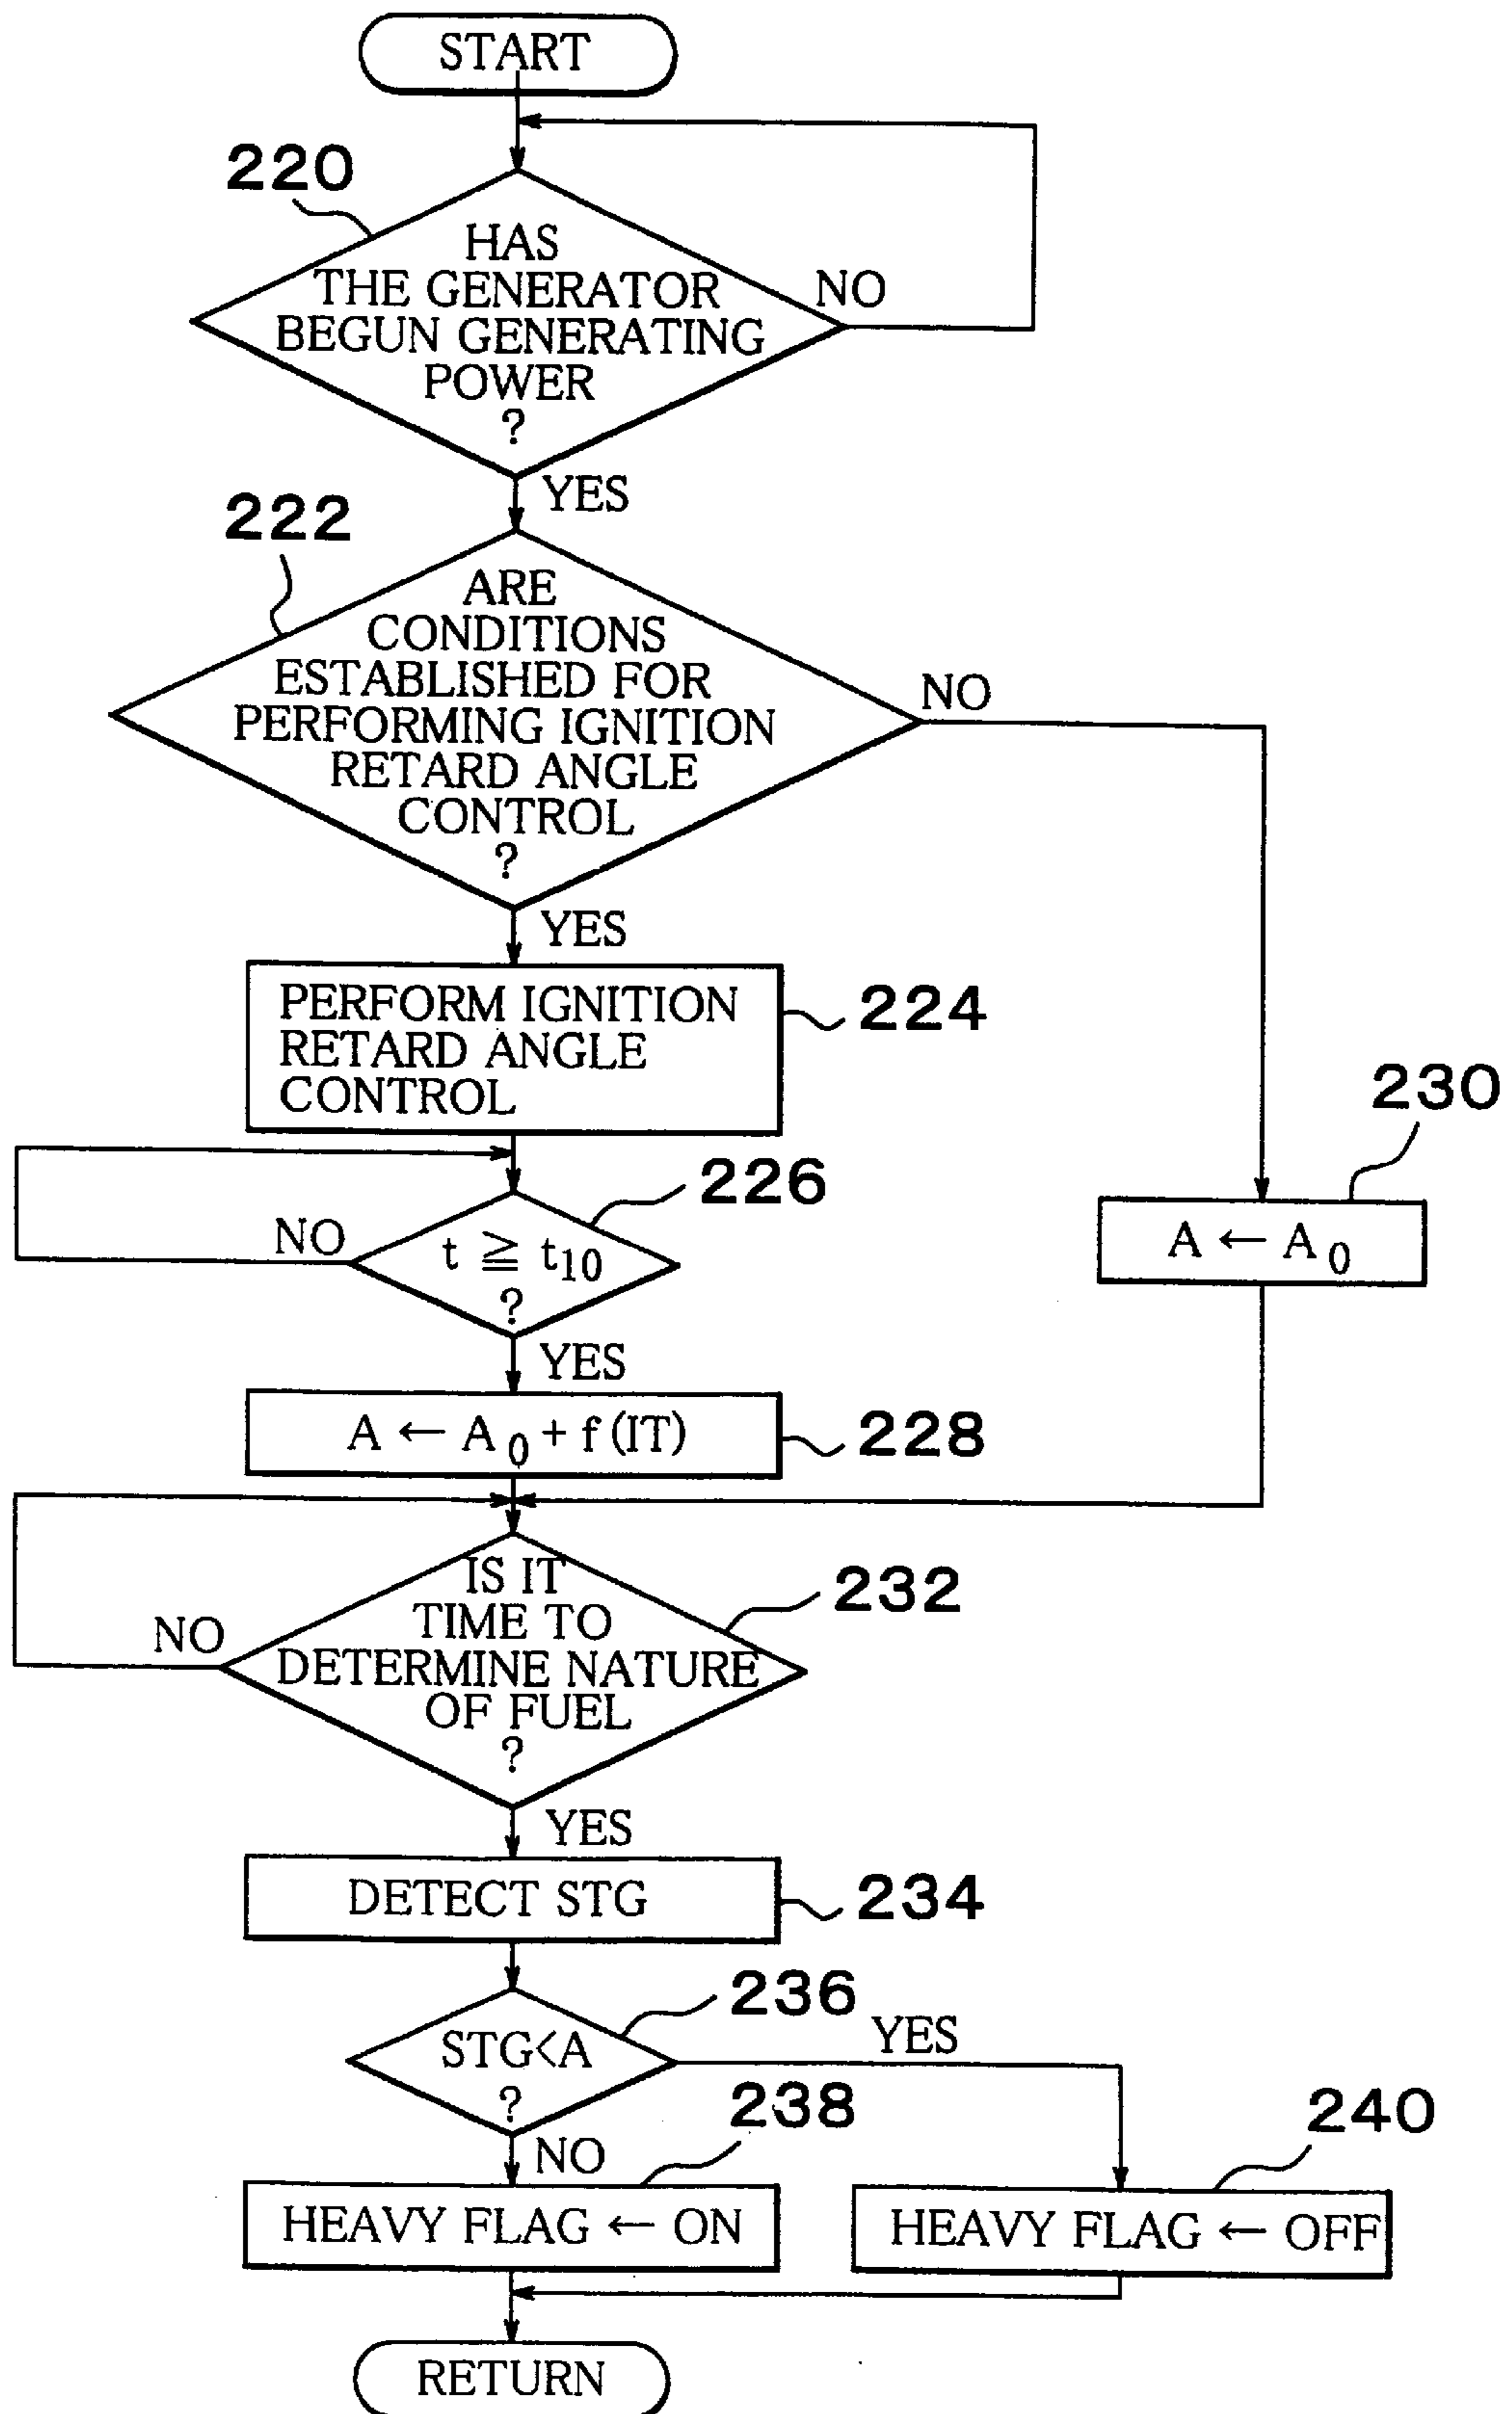 START
220
HAS
THE GENERATOR
BEGUN GENERATING
POWER
?
NO
YES
222
ARE
CONDITIONS
ESTABLISHED FOR
PERFORMING IGNITION
RETARD ANGLE
CONTROL
?
NO
YES
PERFORM IGNITION
RETARD ANGLE
CONTROL
224
230
A ← A0
226
t ≧ t10
?
NO
YES
A ← A0 + f (IT)
228
IS IT
TIME TO
DETERMINE NATURE
OF FUEL
?
232
NO
YES
DETECT STG
234
236
STG<A
?
YES
NO
238
HEAVY FLAG ← ON
240
HEAVY FLAG ← OFF
RETURN